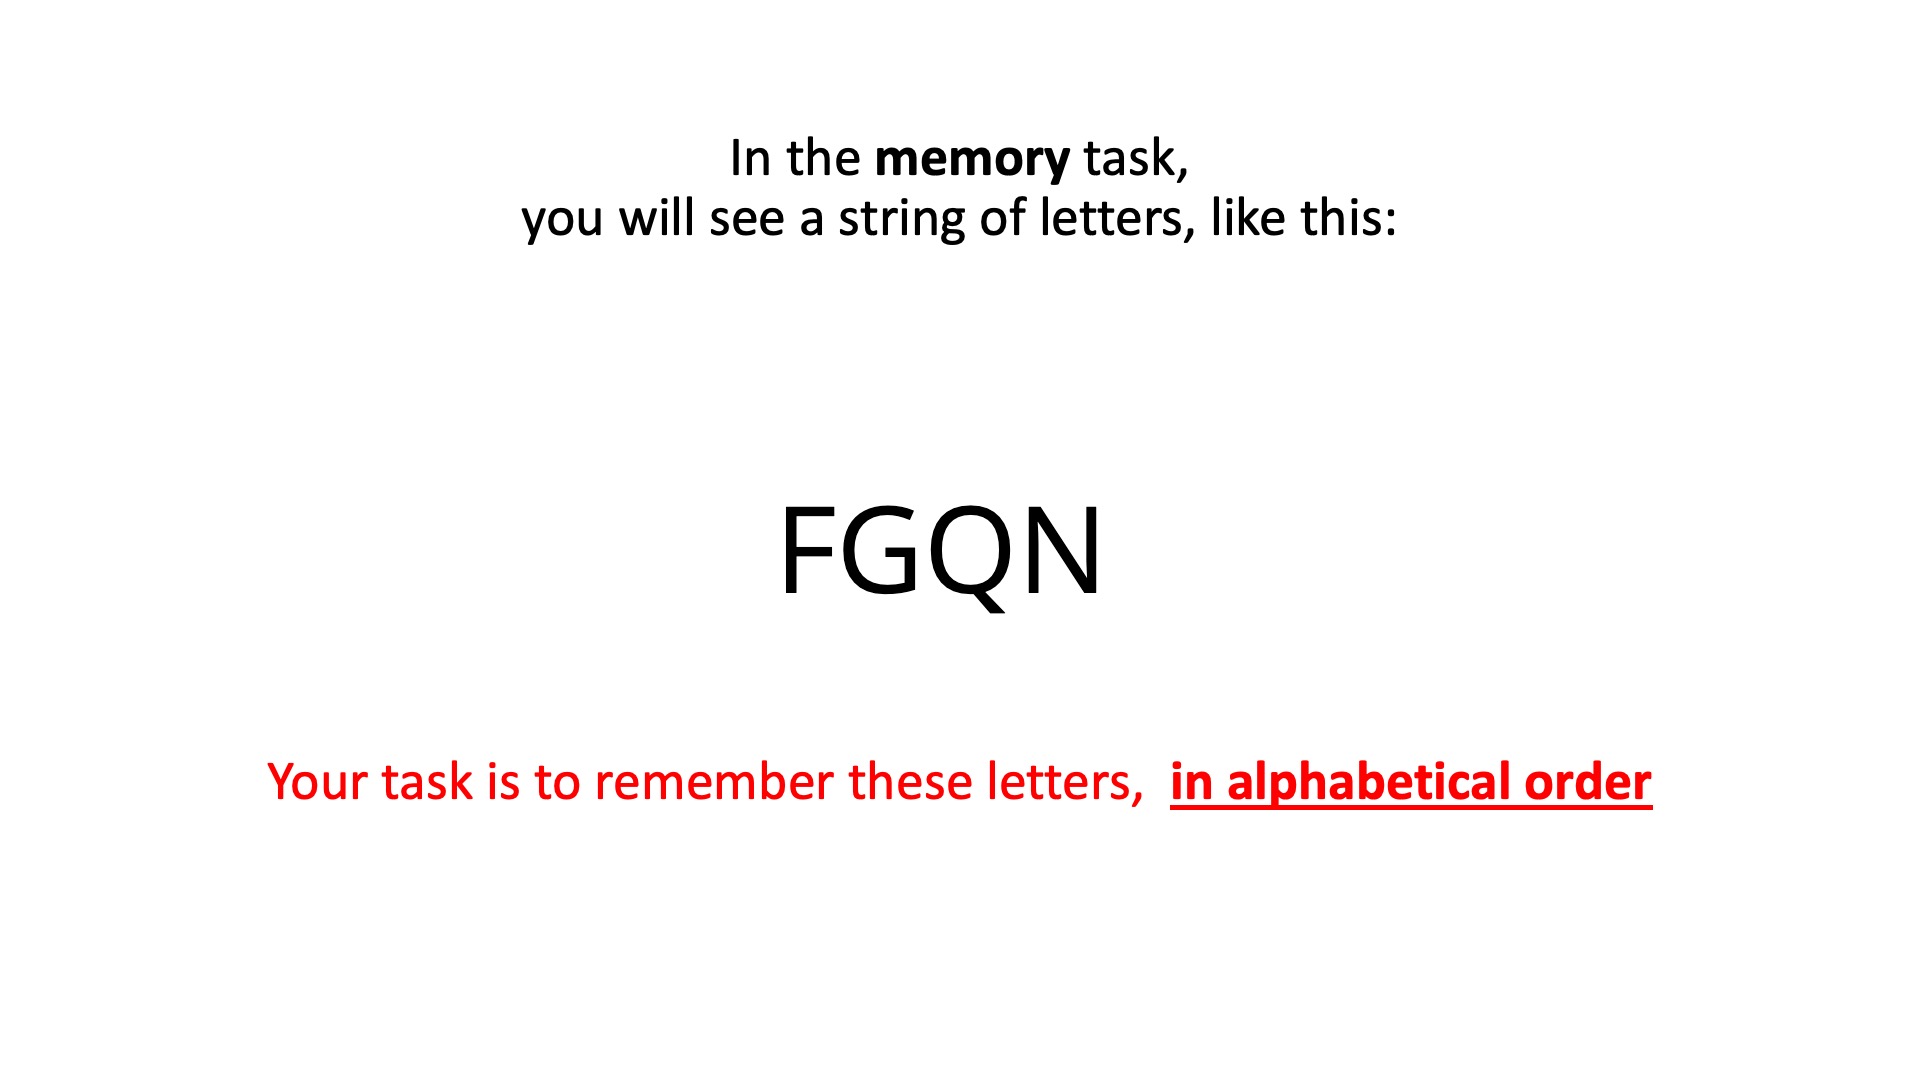 In the memory task,
you will see a string of letters, like this:
FGQN
Your task is to remember these letters, in alphabetical order